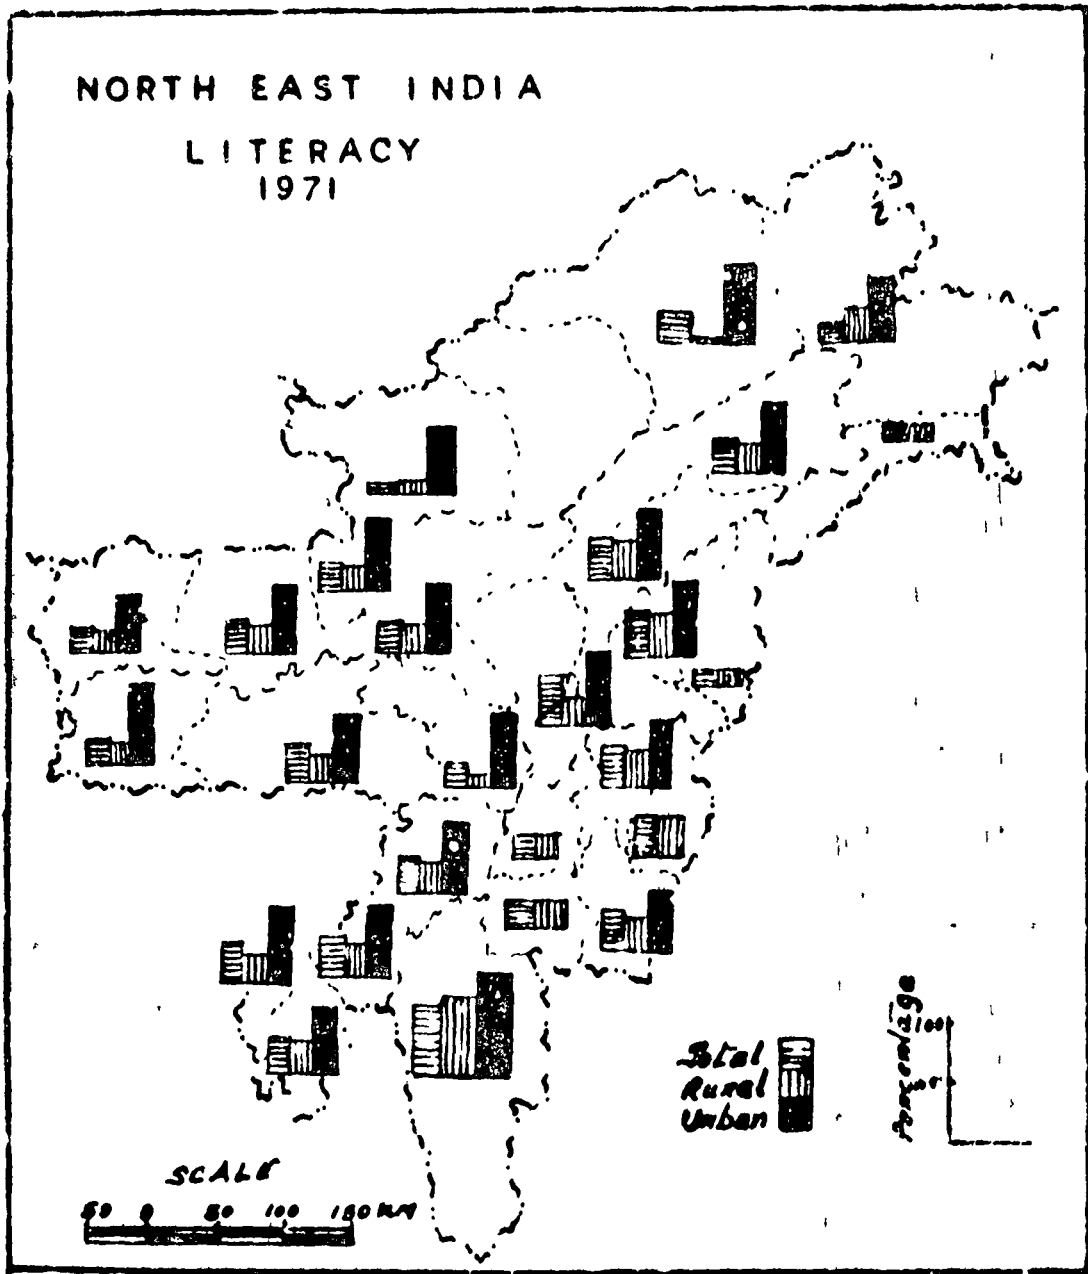 NORTH EAST INDIA
LITERACY
1971
Total
Rural
Urban
Percentage
100
SCALE
50 0 50 100 150 KM